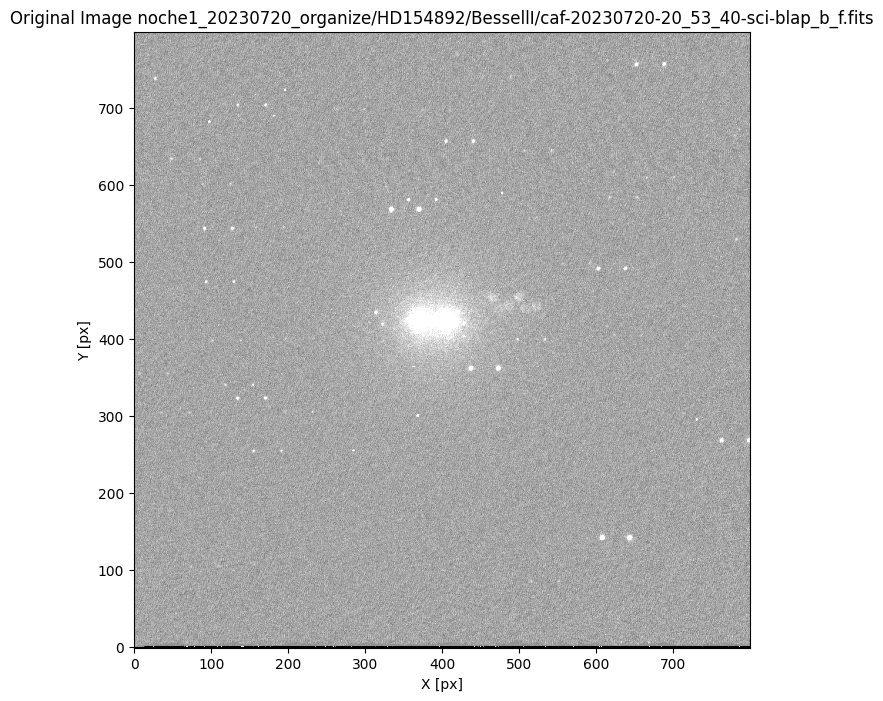 Original Image noche1_20230720_organize/HD154892/BessellI/caf-20230720-20_53_40-sci-blap_b_f.fits
700
600
500
400
300
200
100
0
Y [px]
0 100 200 300 400 500 600 700
X [px]